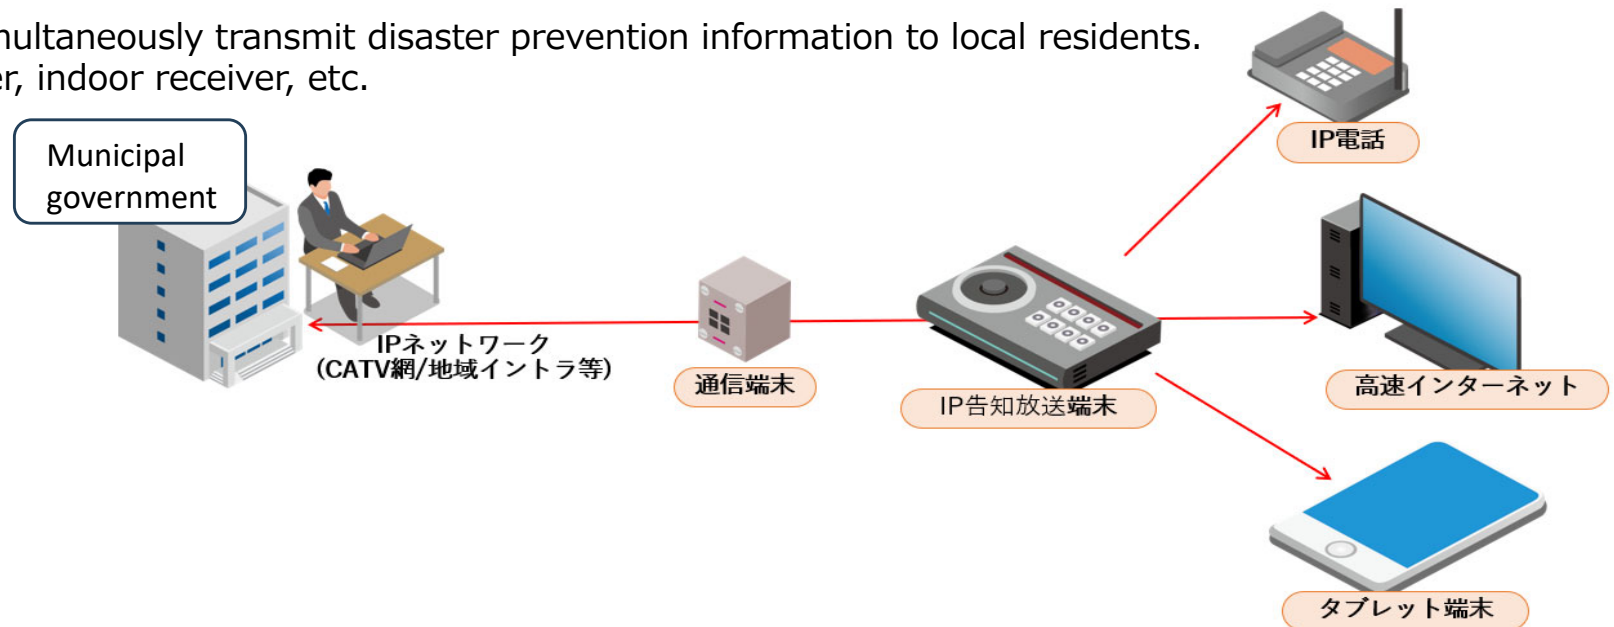 multaneously transmit disaster prevention information to local residents.
er, indoor receiver, etc.
Municipal
government
IP電話
IPネットワーク
(CATV網/地域イントラ等)
通信端末
IP告知放送端末
高速インターネット
タブレット端末